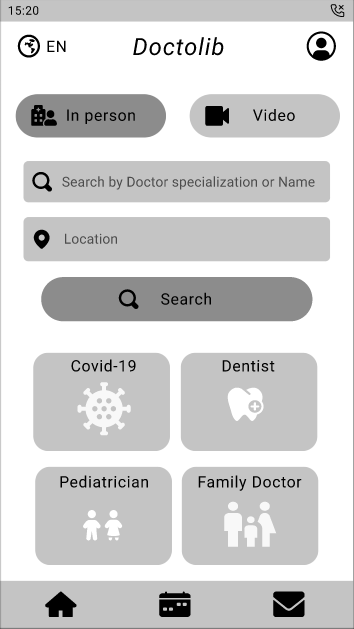 15:20
EN
Doctolib
In person
Video
Search by Doctor specialization or Name
Location
Search
Covid-19
Dentist
Pediatrician
Family Doctor